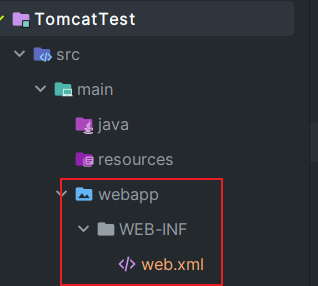 TomcatTest
src
main
java
resources
webapp
WEB-INF
web.xml